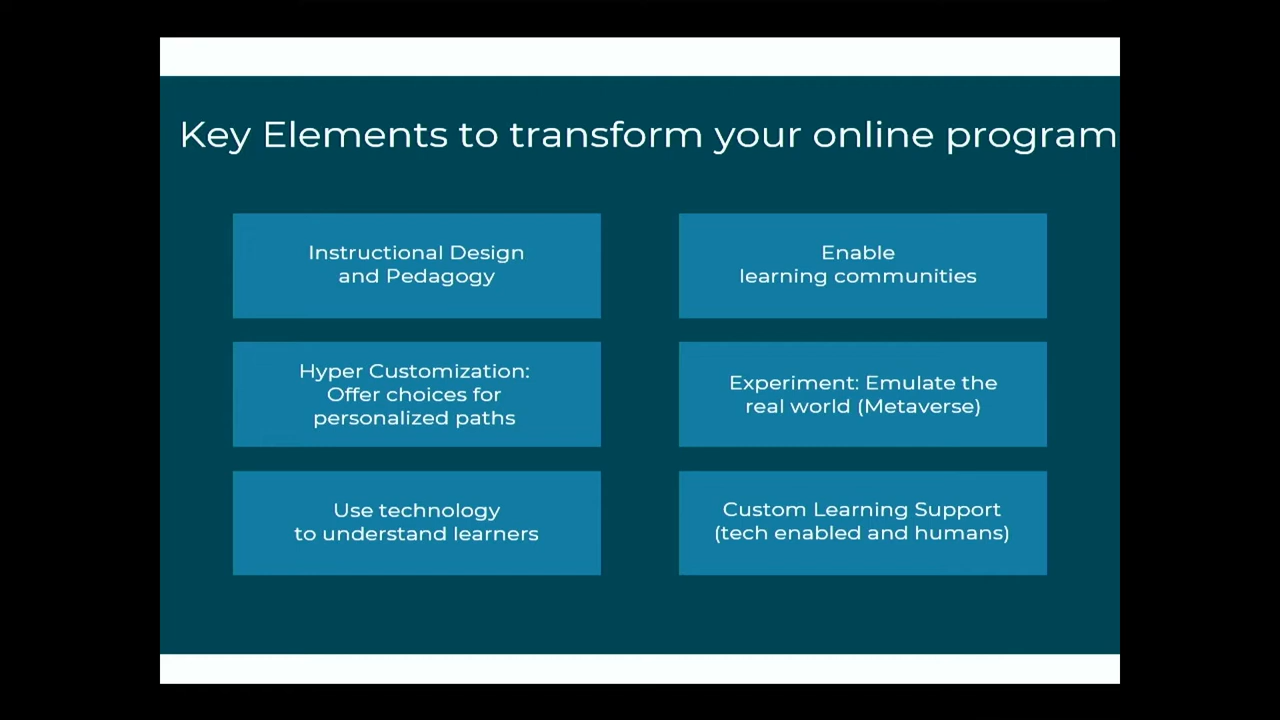 Key Elements to transform your online program
Instructional Design
and Pedagogy
Enable
learning communities
Hyper Customization:
Offer choices for
personalized paths
Experiment: Emulate the
real world (Metaverse)
Use technology
to understand learners
Custom Learning Support
(tech enabled and humans)